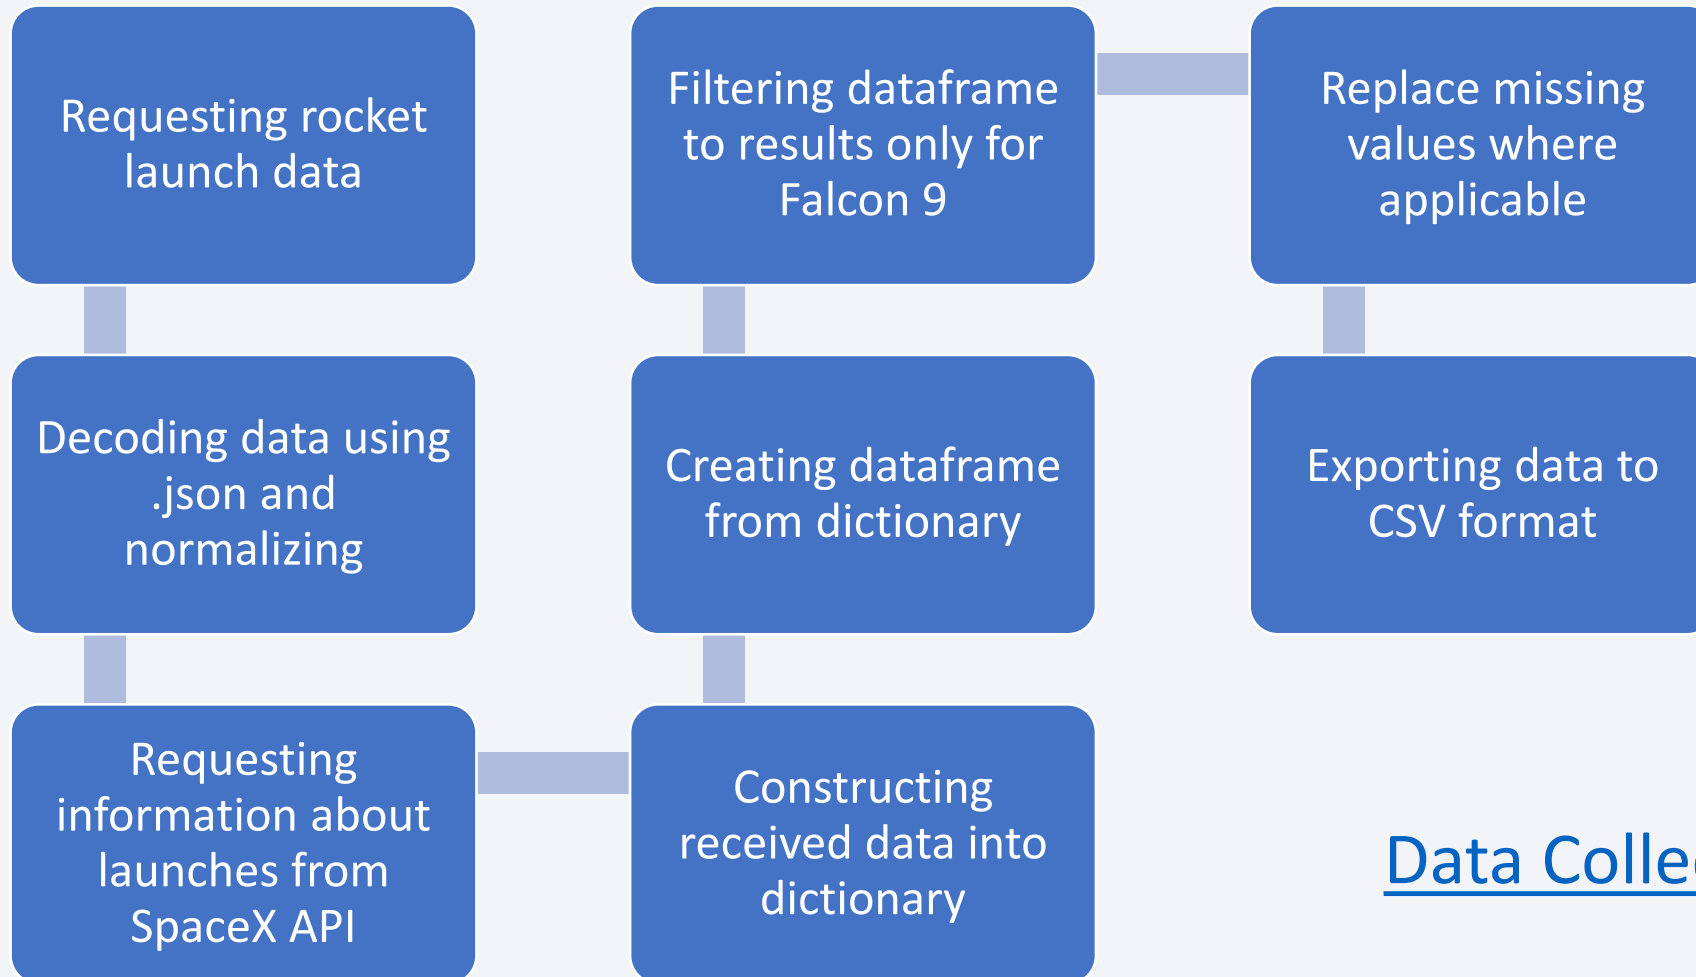 Requesting rocket
launch data
Decoding data using
.json and
normalizing
Requesting
information about
launches from
SpaceX API
Constructing
received data into
dictionary
Creating dataframe
from dictionary
Filtering dataframe
to results only for
Falcon 9
Replace missing
values where
applicable
Exporting data to
CSV format
Data